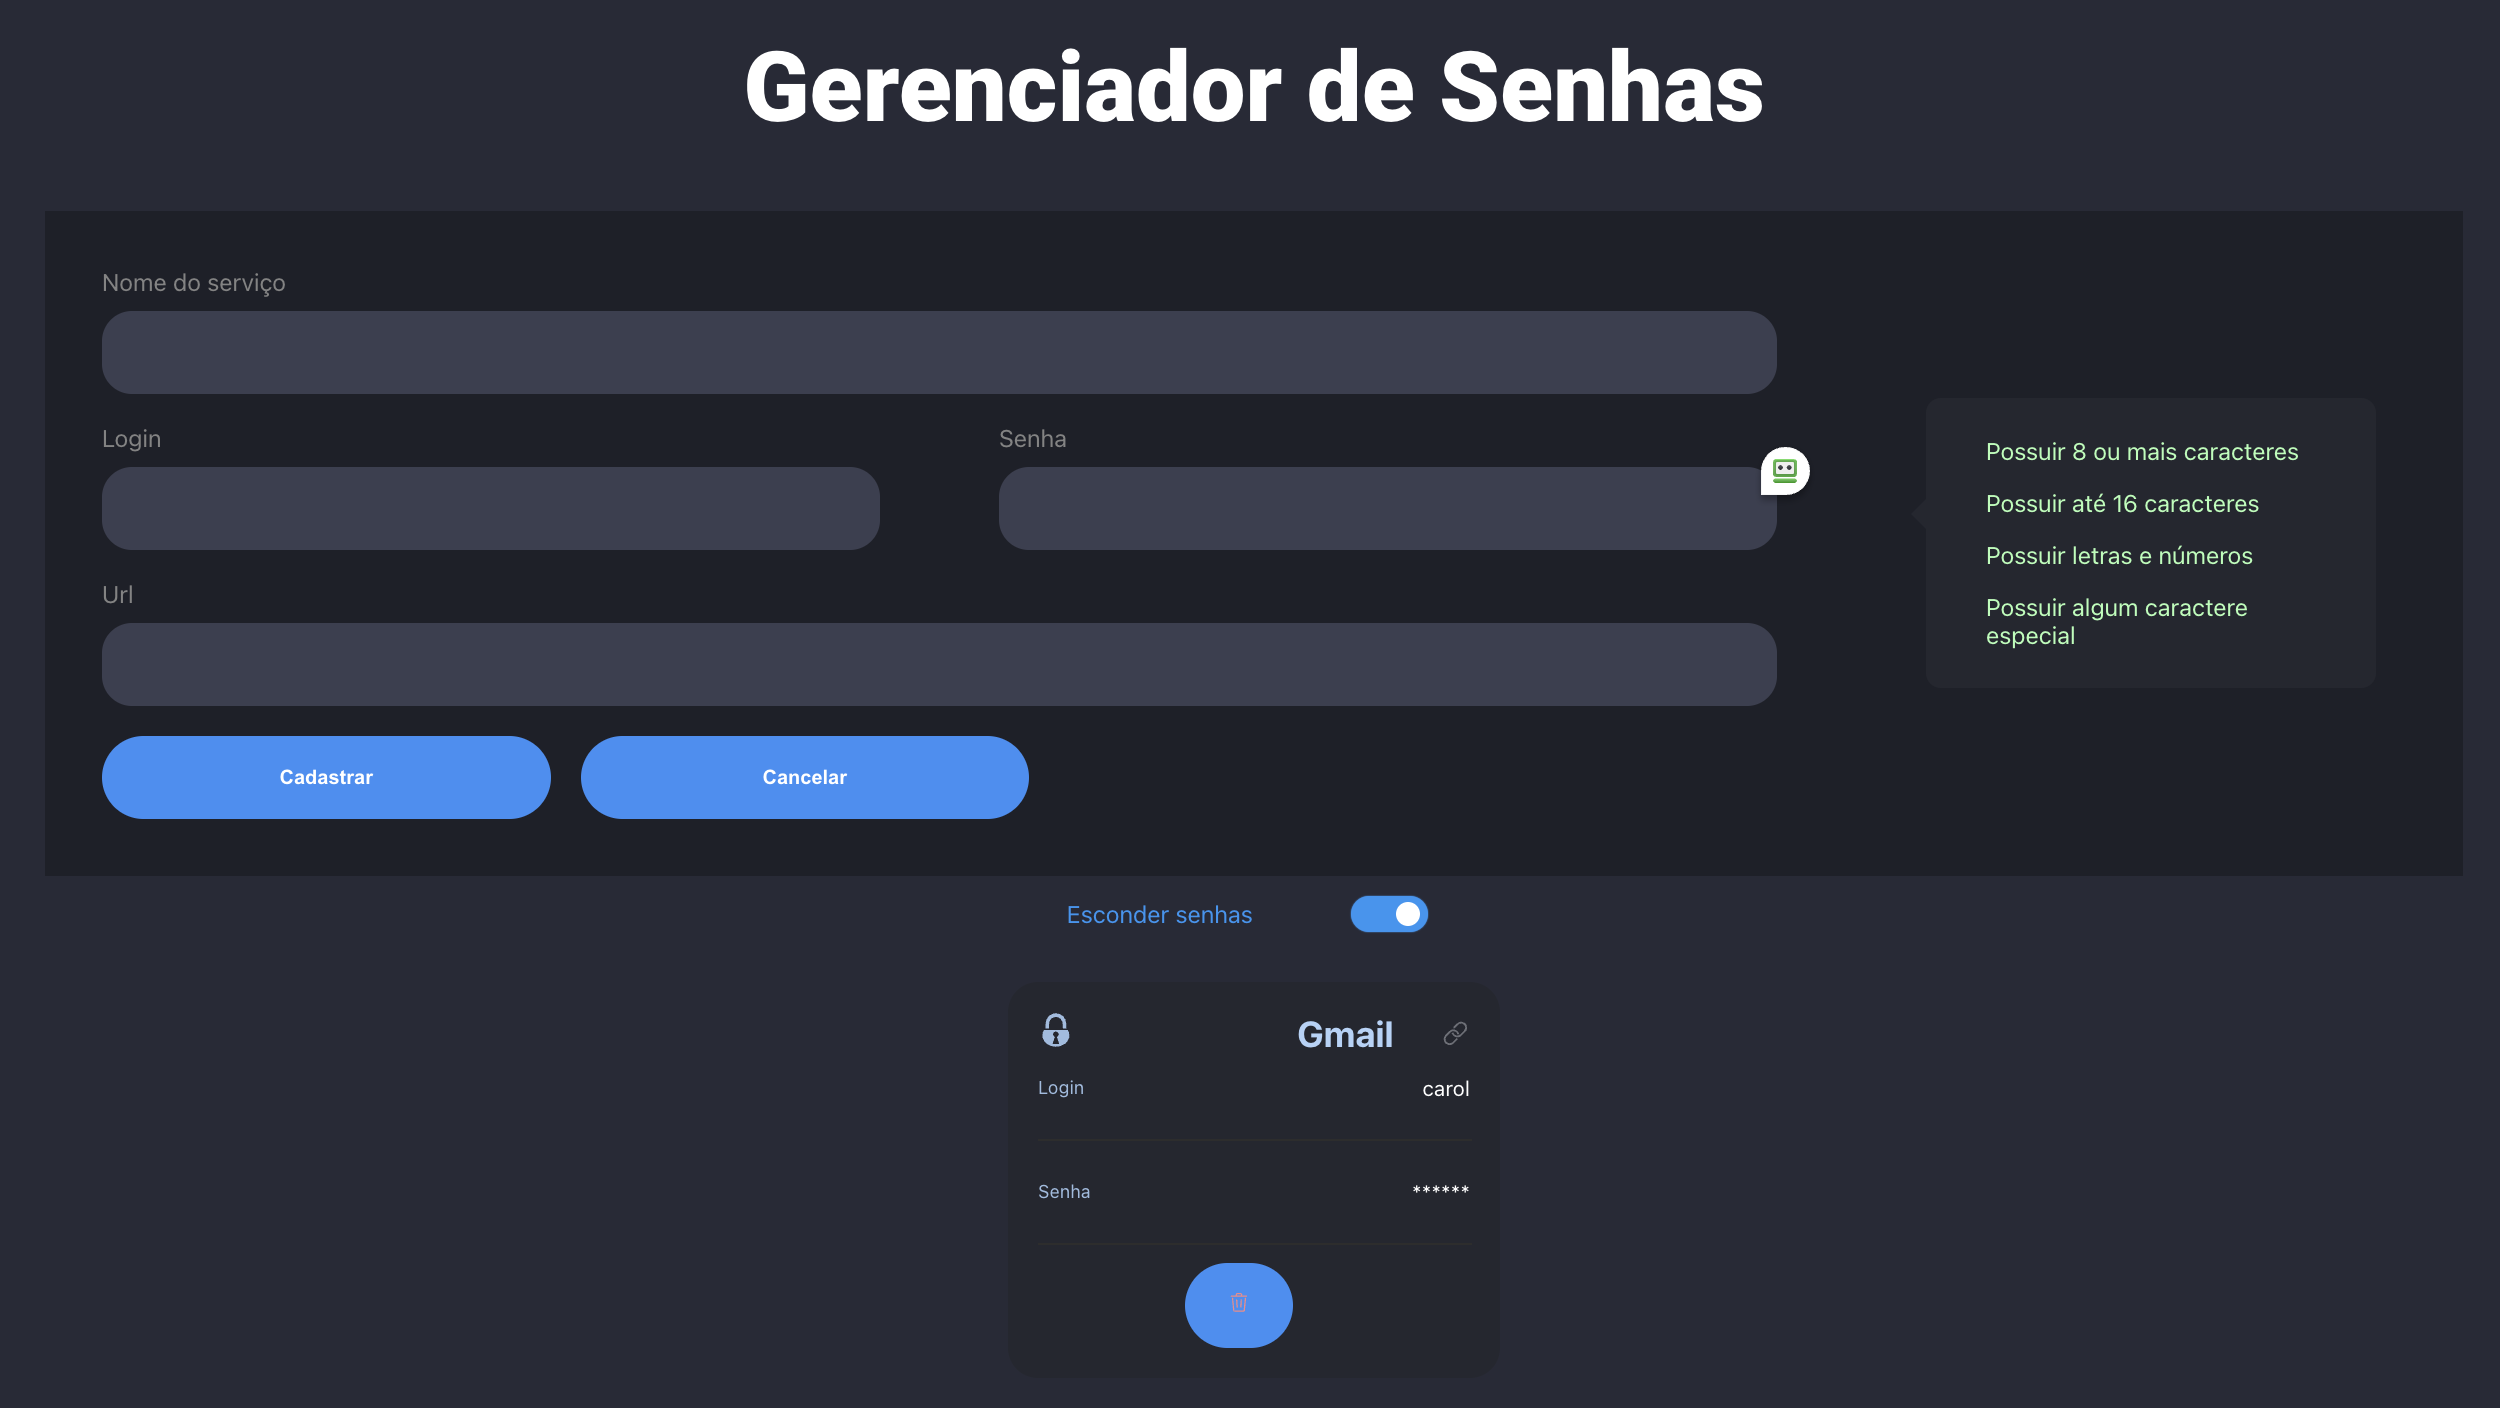 Gerenciador de Senhas
Nome do serviço
Login
Senha
Url
Possuir 8 ou mais caracteres
Possuir até 16 caracteres
Possuir letras e números
Possuir algum caractere
especial
Cadastrar
Cancelar
Esconder senhas
Gmail
Login
carol
Senha
******